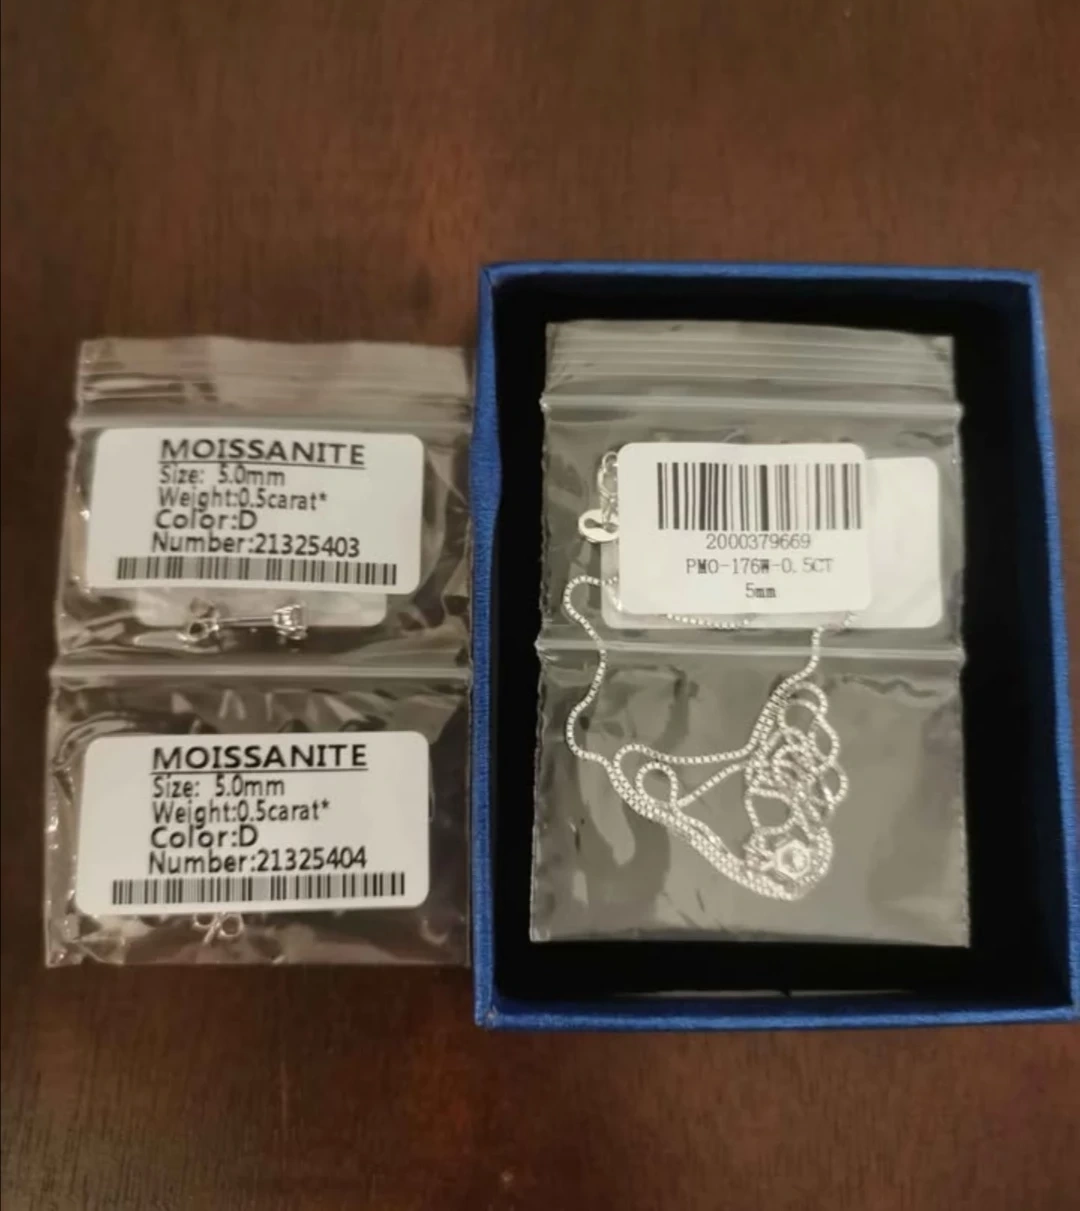 MOISSANITE
Size: 5.0mm
Weight:0.5carat*
Color:D
Number:21325403
MOISSANITE
Size: 5.0mm
Weight:0.5carat*
Color:D
Number:21325404
2000379669
PMO-176W-0.5CT
5mm